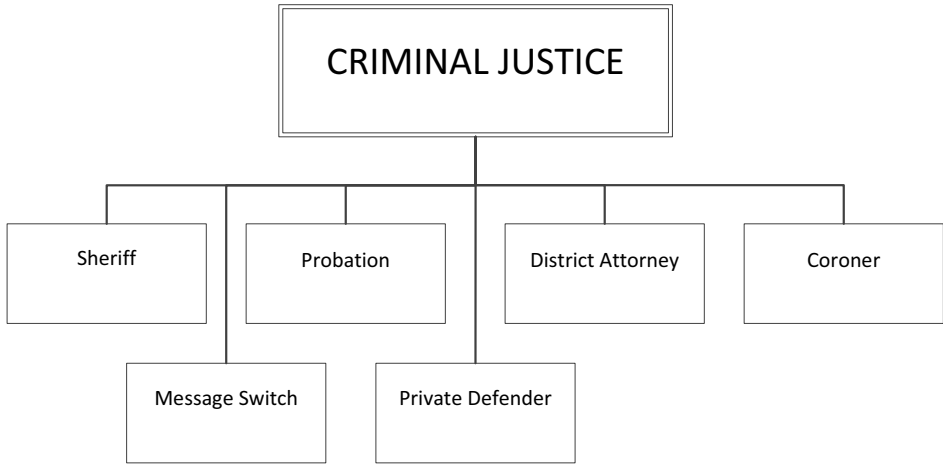 CRIMINAL JUSTICE
Sheriff
Probation
District Attorney
Coroner
Message Switch
Private Defender